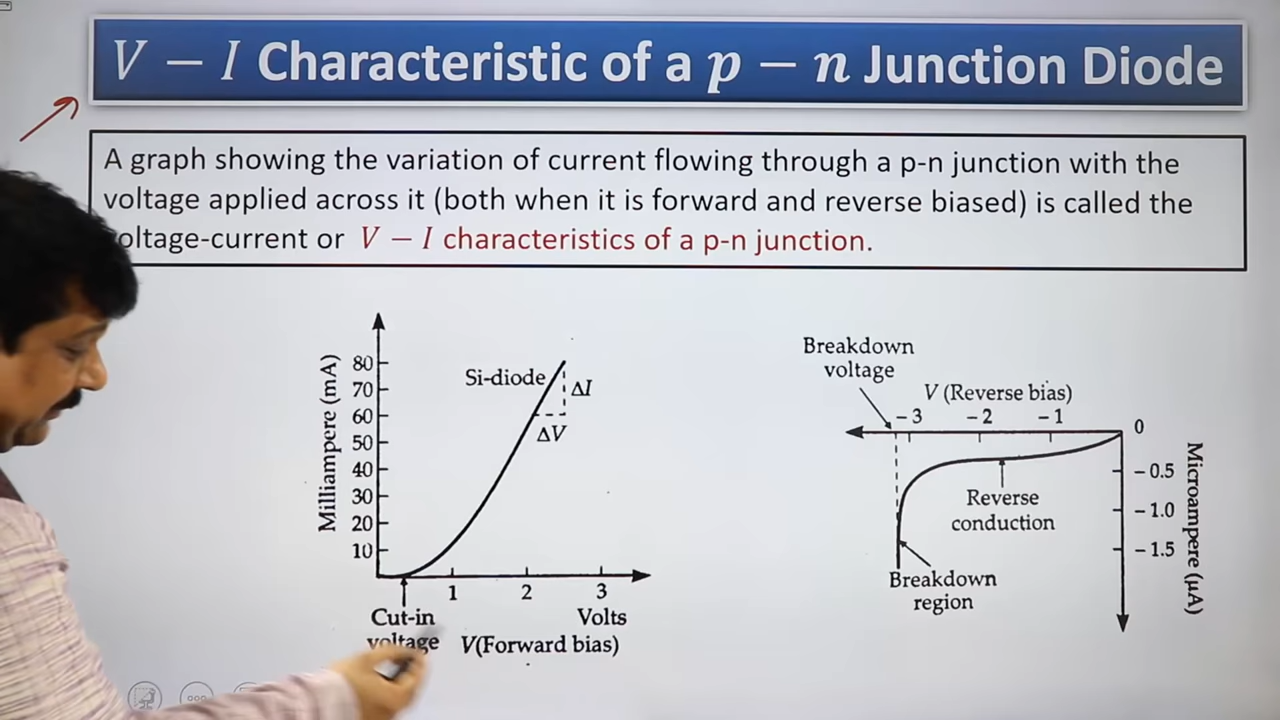 V – I Characteristic of a p – n Junction Diode
A graph showing the variation of current flowing through a p-n junction with the
voltage applied across it (both when it is forward and reverse biased) is called the
oltage-current or V – I characteristics of a p-n junction.
Milliampere (mA)
80
70
60
50
40
30
20
10
Si-diode
ΔI
ΔV
1
2
3
Cut-in
voltage
Volts
V(Forward bias)
Breakdown
voltage
V (Reverse bias)
– 3
– 2
– 1
0
– 0.5
– 1.0
– 1.5
Microampere (μA)
Reverse
conduction
Breakdown
region